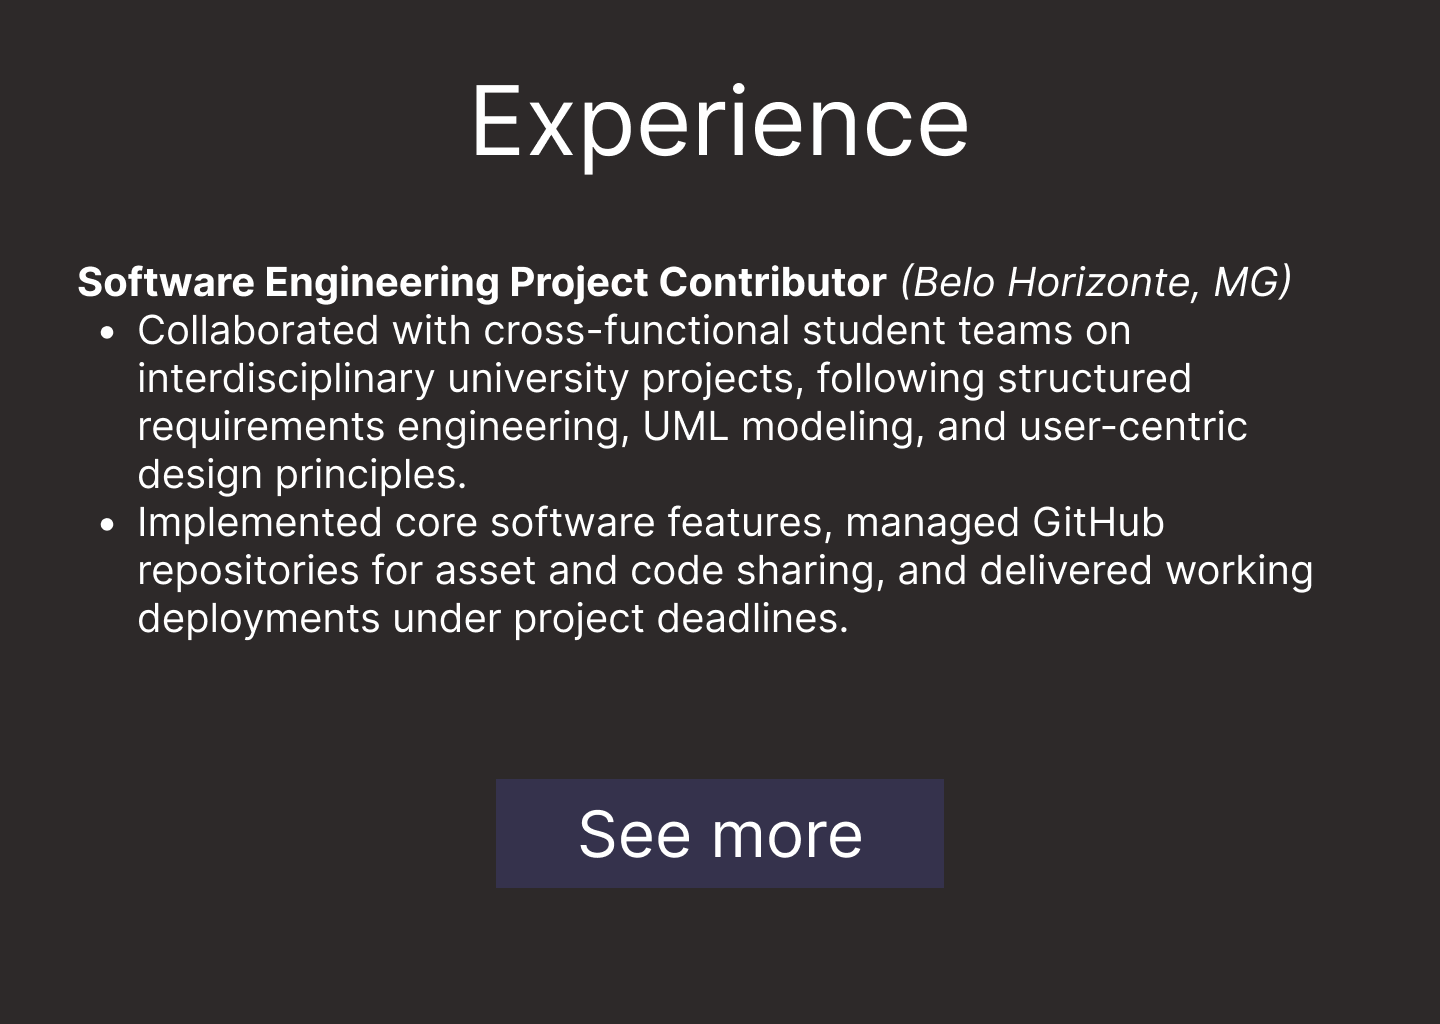 Experience
Software Engineering Project Contributor (Belo Horizonte, MG)
• Collaborated with cross-functional student teams on
interdisciplinary university projects, following structured
requirements engineering, UML modeling, and user-centric
design principles.
• Implemented core software features, managed GitHub
repositories for asset and code sharing, and delivered working
deployments under project deadlines.
See more